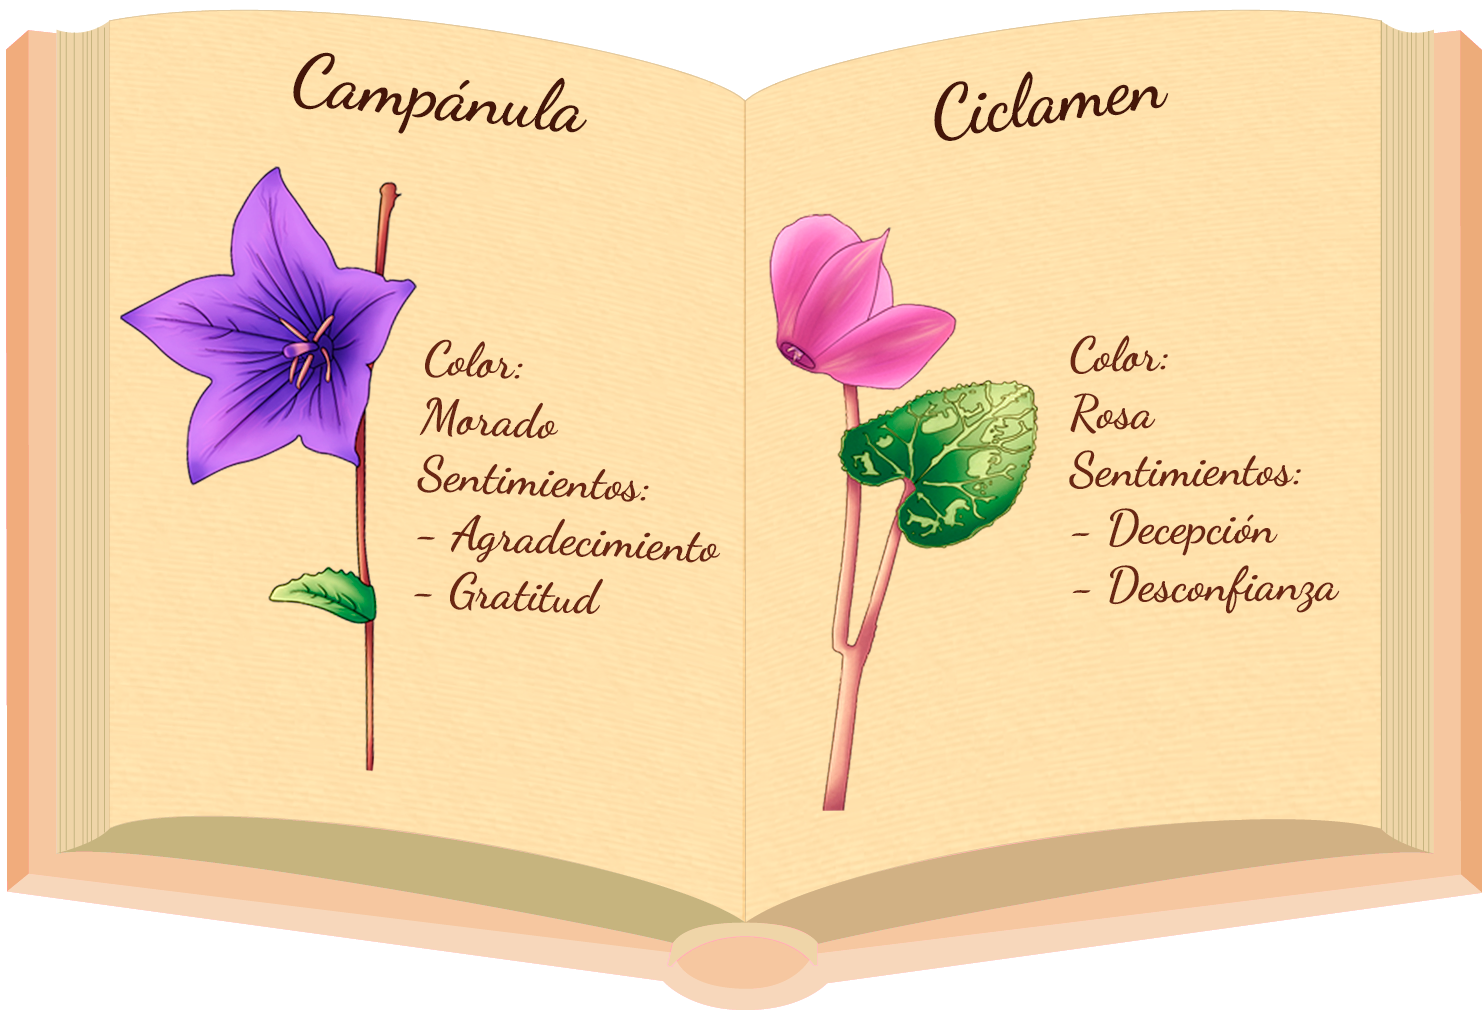 Campánula
Color:
Morado
Sentimientos:
- Agradecimiento
- Gratitud
Ciclamen
Color:
Rosa
Sentimientos:
- Decepción
- Desconfianza